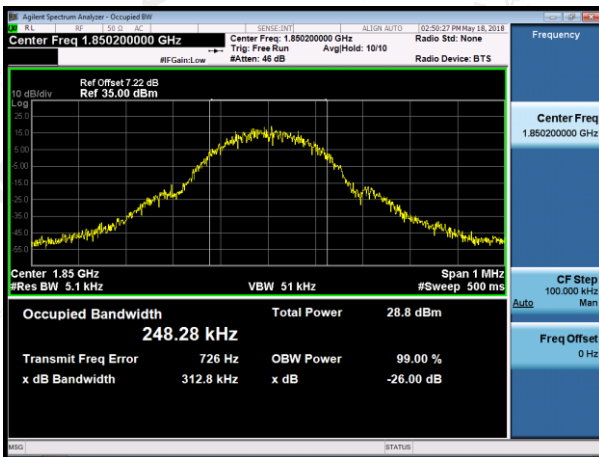 Agilent Spectrum Analyzer - Occupied BW
RL RF 50 Ω AC SENSE:INT ALIGN AUTO 02:50:27 PM May 18, 2018
Center Freq 1.850200000 GHz Center Freq: 1.850200000 GHz Radio Std: None Frequency
Trig: Free Run Avg|Hold: 10/10
#IFGain:Low #Atten: 46 dB Radio Device: BTS
Ref Offset 7.22 dB
10 dB/div Ref 35.00 dBm
Log
25.0
15.0
5.00
-5.00
-15.0
-25.0
-35.0
-45.0
-55.0
Center Freq
1.850200000 GHz
Center 1.85 GHz Span 1 MHz
#Res BW 5.1 kHz VBW 51 kHz #Sweep 500 ms
CF Step
100.000 kHz
Auto Man
Occupied Bandwidth Total Power 28.8 dBm
248.28 kHz
Transmit Freq Error 726 Hz OBW Power 99.00 %
x dB Bandwidth 312.8 kHz x dB -26.00 dB
Freq Offset
0 Hz
MSG STATUS